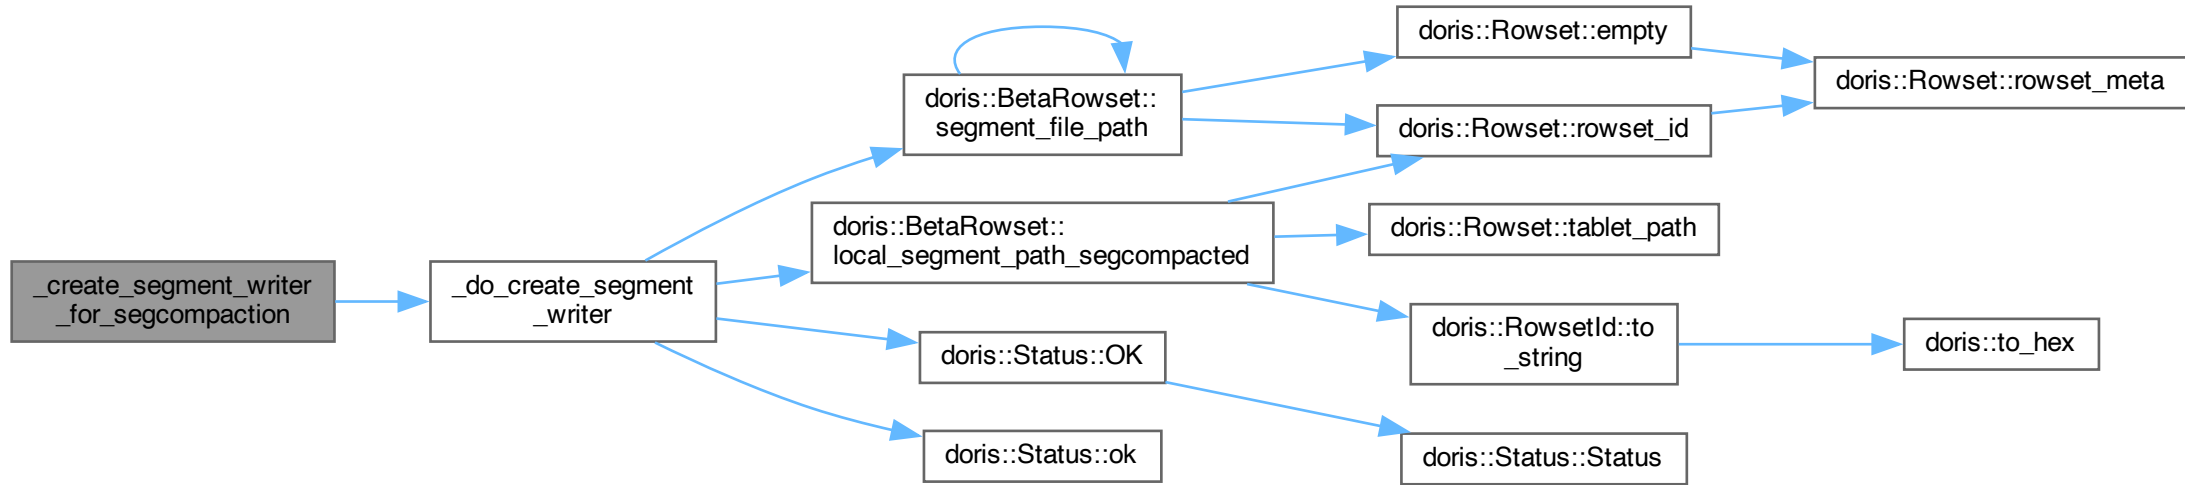 _create_segment_writer
_for_segcompaction
_do_create_segment
_writer
doris::BetaRowset::
segment_file_path
doris::BetaRowset::
local_segment_path_segcompacted
doris::Status::OK
doris::Status::ok
doris::Rowset::empty
doris::Rowset::rowset_id
doris::Rowset::tablet_path
doris::RowsetId::to
_string
doris::Status::Status
doris::Rowset::rowset_meta
doris::to_hex